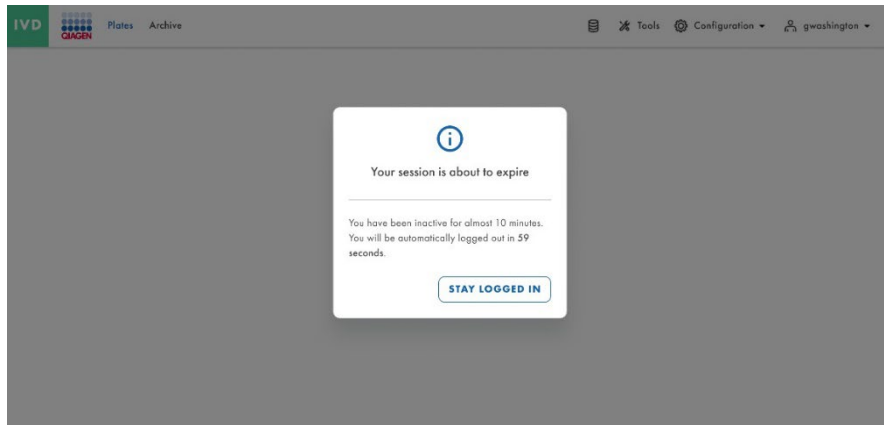 IVD
QIAGEN
Plates Archive
Tools Configuration gwashington
Your session is about to expire
You have been inactive for almost 10 minutes.
You will be automatically logged out in 59
seconds.
STAY LOGGED IN